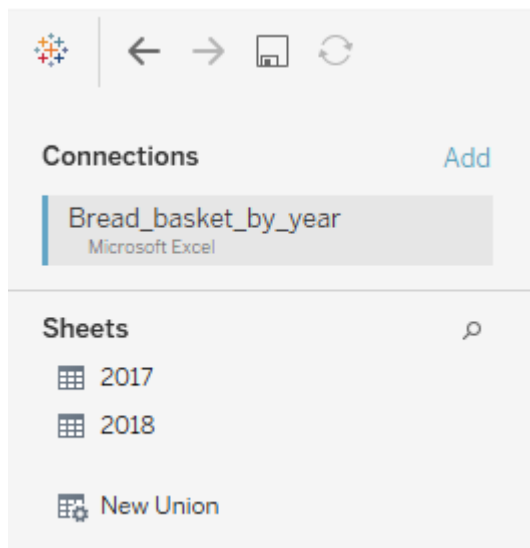 Connections Add
Bread_basket_by_year
Microsoft Excel
Sheets
2017
2018
New Union